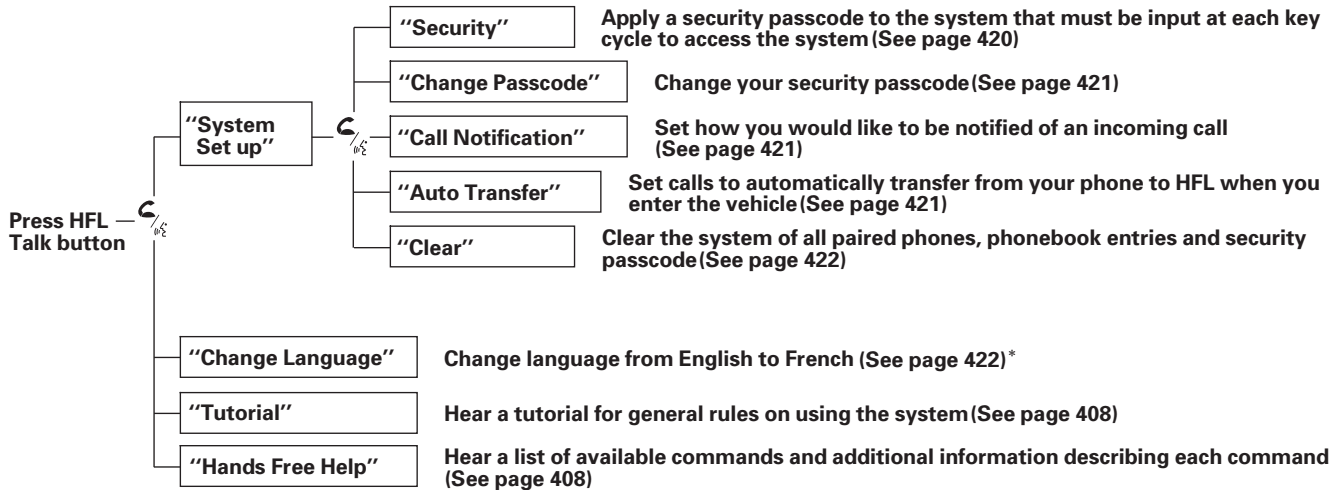 "Security"
Apply a security passcode to the system that must be input at each key
cycle to access the system (See page 420)
"Change Passcode"
Change your security passcode (See page 421)
"System
Set up"
"Call Notification"
Set how you would like to be notified of an incoming call
(See page 421)
"Auto Transfer"
Set calls to automatically transfer from your phone to HFL when you
enter the vehicle (See page 421)
Press HFL
Talk button
"Clear"
Clear the system of all paired phones, phonebook entries and security
passcode (See page 422)
"Change Language"
Change language from English to French (See page 422)*
"Tutorial"
Hear a tutorial for general rules on using the system (See page 408)
"Hands Free Help"
Hear a list of available commands and additional information describing each command
(See page 408)